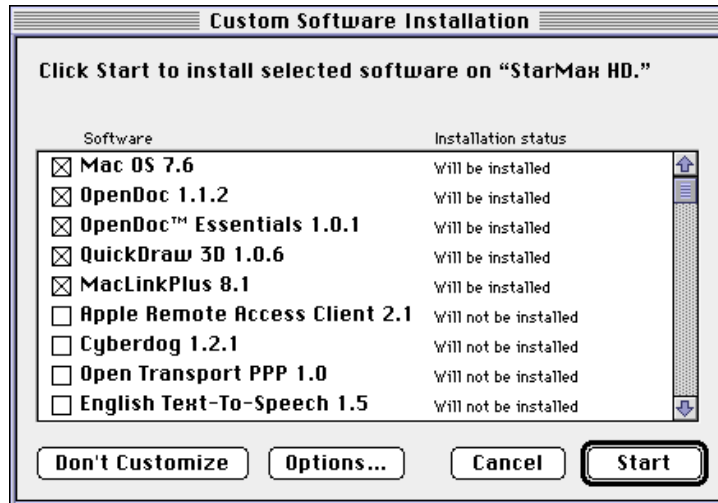 Custom Software Installation
Click Start to install selected software on “StarMax HD.”
Software Installation status
Mac OS 7.6 Will be installed
OpenDoc 1.1.2 Will be installed
OpenDoc™ Essentials 1.0.1 Will be installed
QuickDraw 3D 1.0.6 Will be installed
MacLinkPlus 8.1 Will be installed
Apple Remote Access Client 2.1 Will not be installed
Cyberdog 1.2.1 Will not be installed
Open Transport PPP 1.0 Will not be installed
English Text-To-Speech 1.5 Will not be installed
Don't Customize Options... Cancel Start